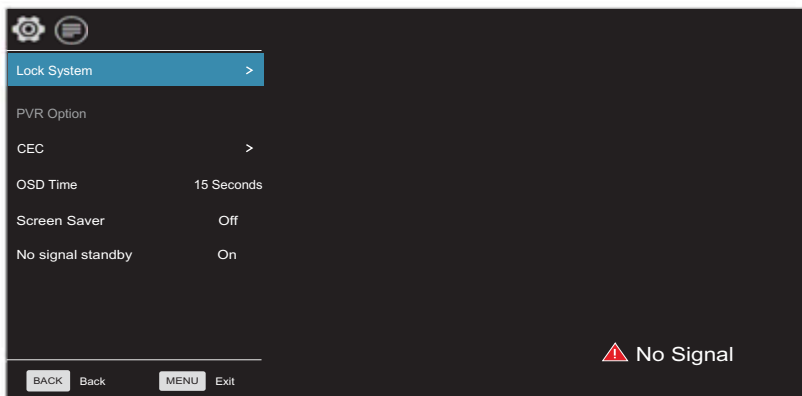 Lock System >
PVR Option
CEC >
OSD Time 15 Seconds
Screen Saver Off
No signal standby On
No Signal
BACK Back MENU Exit